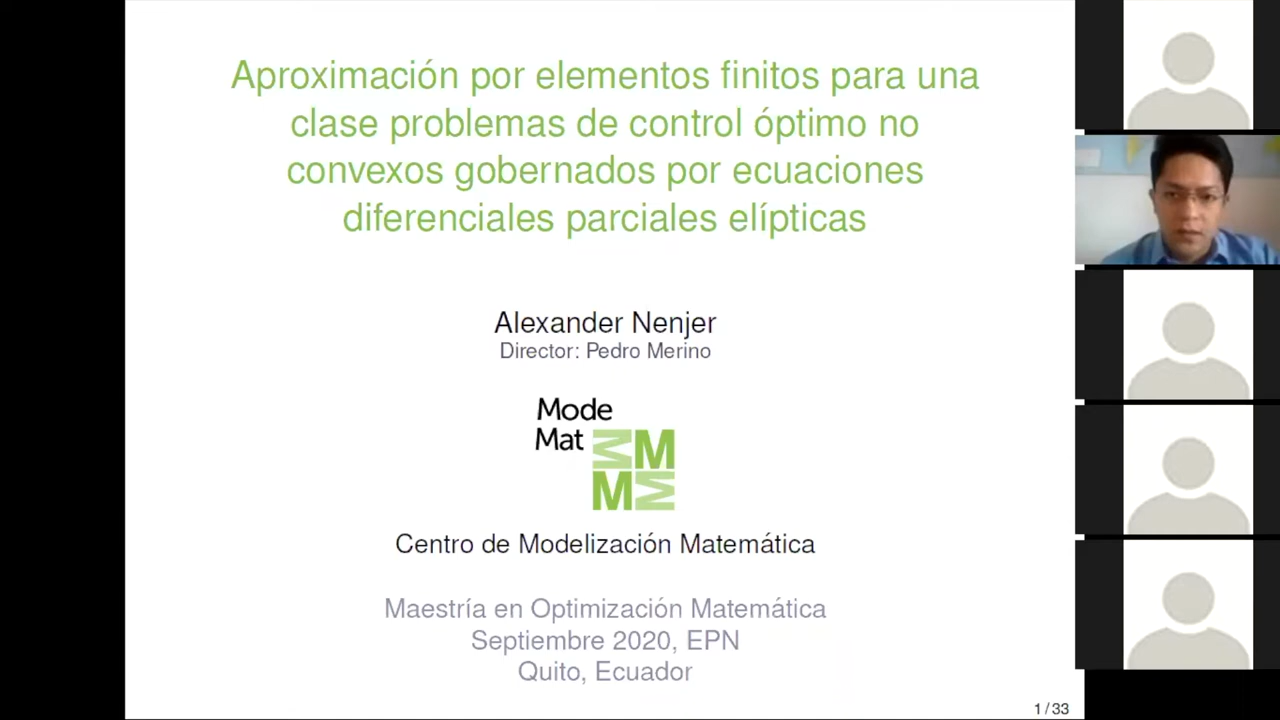 Aproximación por elementos finitos para una
clase problemas de control óptimo no
convexos gobernados por ecuaciones
diferenciales parciales elípticas
Alexander Nenjer
Director: Pedro Merino
Mode
Mat
Centro de Modelización Matemática
Maestría en Optimización Matemática
Septiembre 2020, EPN
Quito, Ecuador
1 / 33